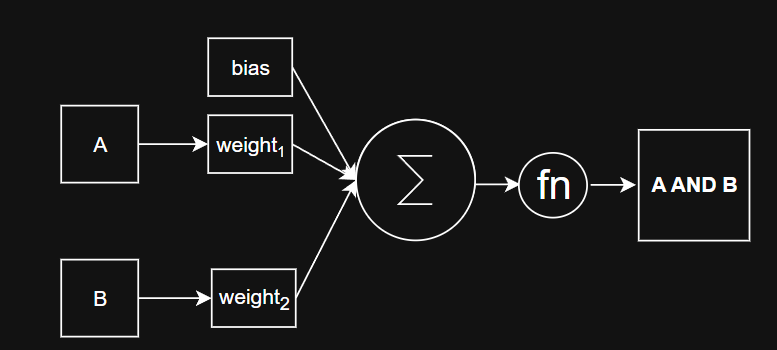 bias
A
weight₁
∑
fn
A AND B
B
weight₂